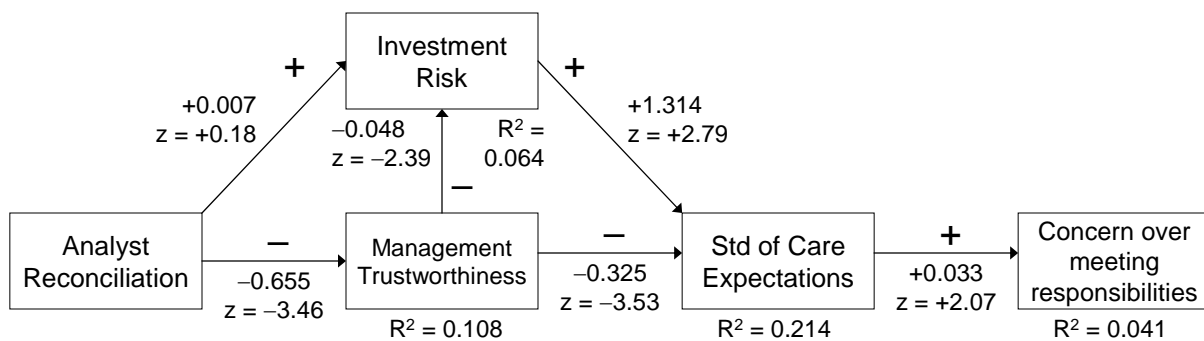 Investment
Risk
+
+
+0.007
z = +0.18
−0.048
z = −2.39
R² =
0.064
+1.314
z = +2.79
−
Analyst
Reconciliation
−
−0.655
z = −3.46
Management
Trustworthiness
R² = 0.108
−
−0.325
z = −3.53
Std of Care
Expectations
R² = 0.214
+
+0.033
z = +2.07
Concern over
meeting
responsibilities
R² = 0.041